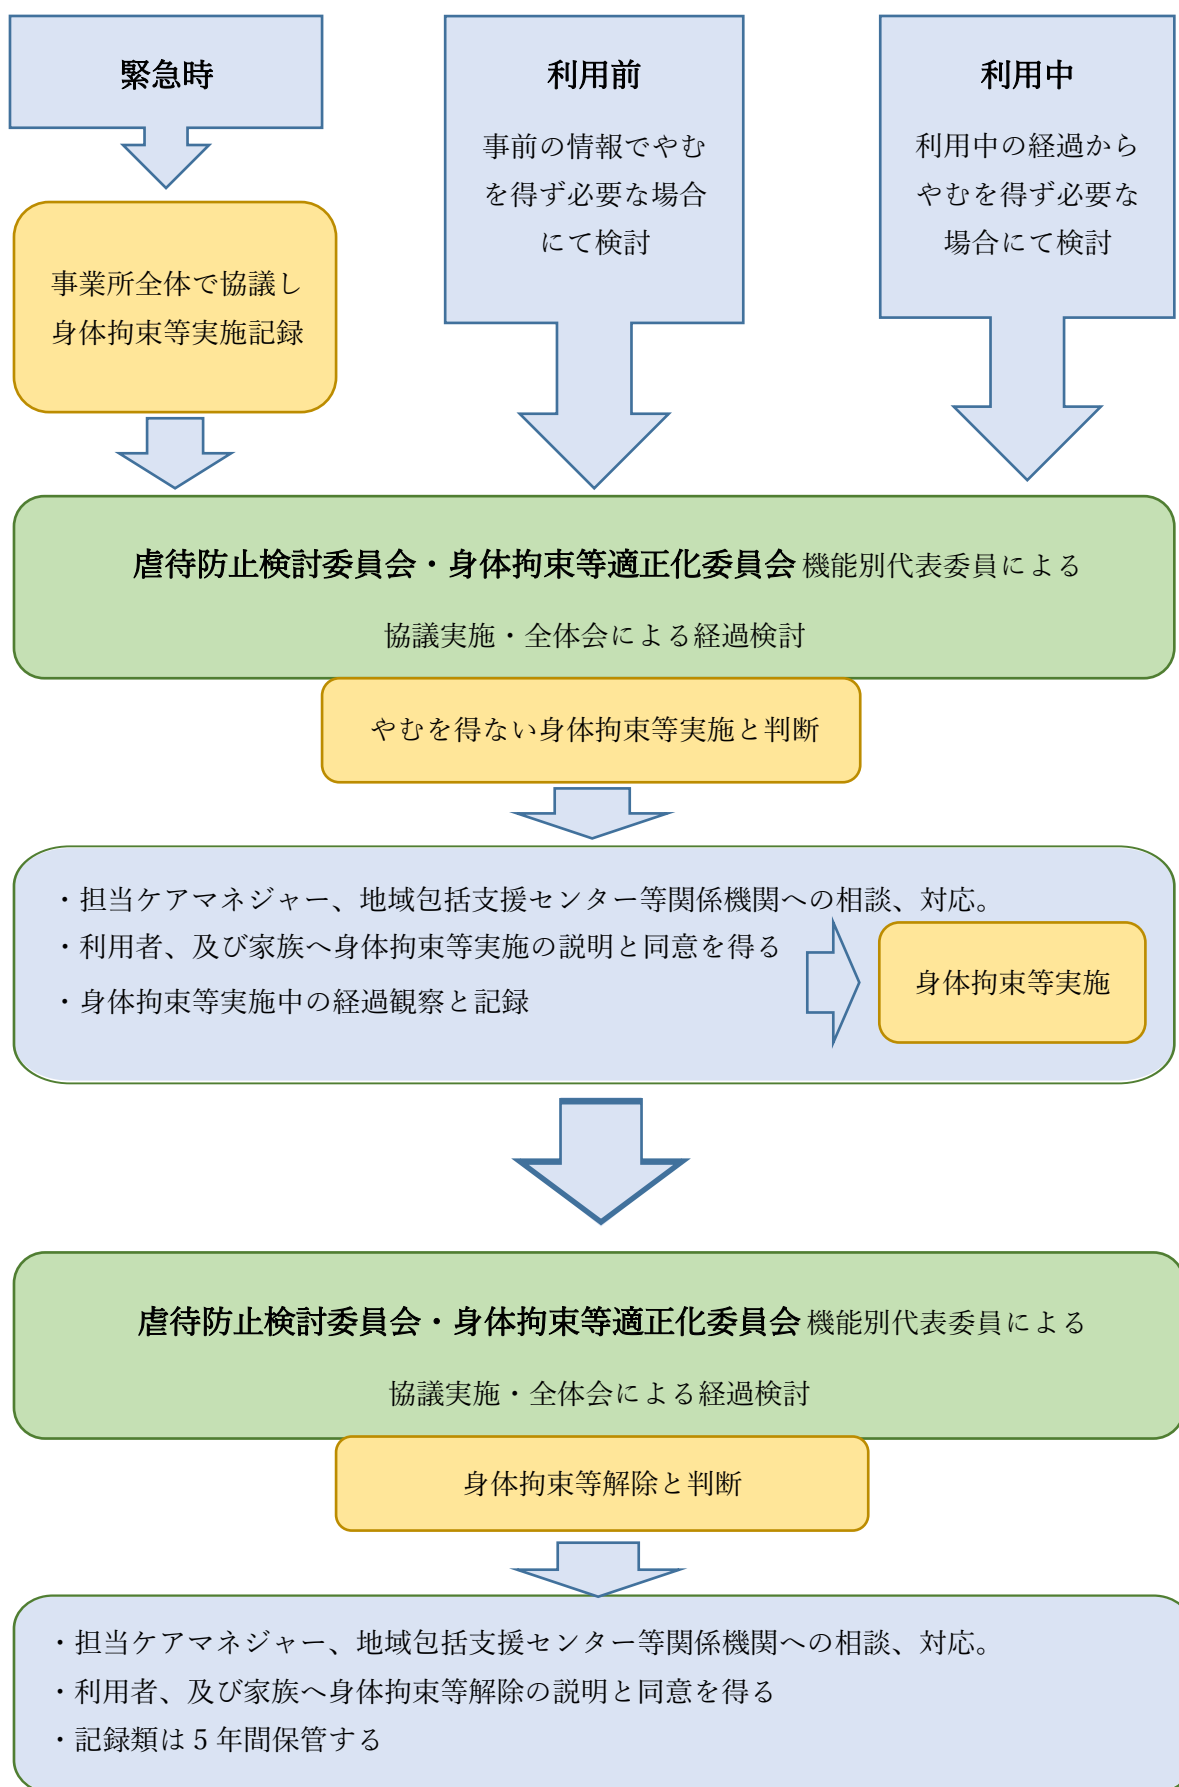 緊急時
事業所全体で協議し
身体拘束等実施記録
利用前
事前の情報でやむ
を得ず必要な場合
にて検討
利用中
利用中の経過から
やむを得ず必要な
場合にて検討
虐待防止検討委員会・身体拘束等適正化委員会 機能別代表委員による
協議実施・全体会による経過検討
やむを得ない身体拘束等実施と判断
・担当ケアマネジャー、地域包括支援センター等関係機関への相談、対応。
・利用者、及び家族へ身体拘束等実施の説明と同意を得る
・身体拘束等実施中の経過観察と記録
身体拘束等実施
虐待防止検討委員会・身体拘束等適正化委員会 機能別代表委員による
協議実施・全体会による経過検討
身体拘束等解除と判断
・担当ケアマネジャー、地域包括支援センター等関係機関への相談、対応。
・利用者、及び家族へ身体拘束等解除の説明と同意を得る
・記録類は 5 年間保管する